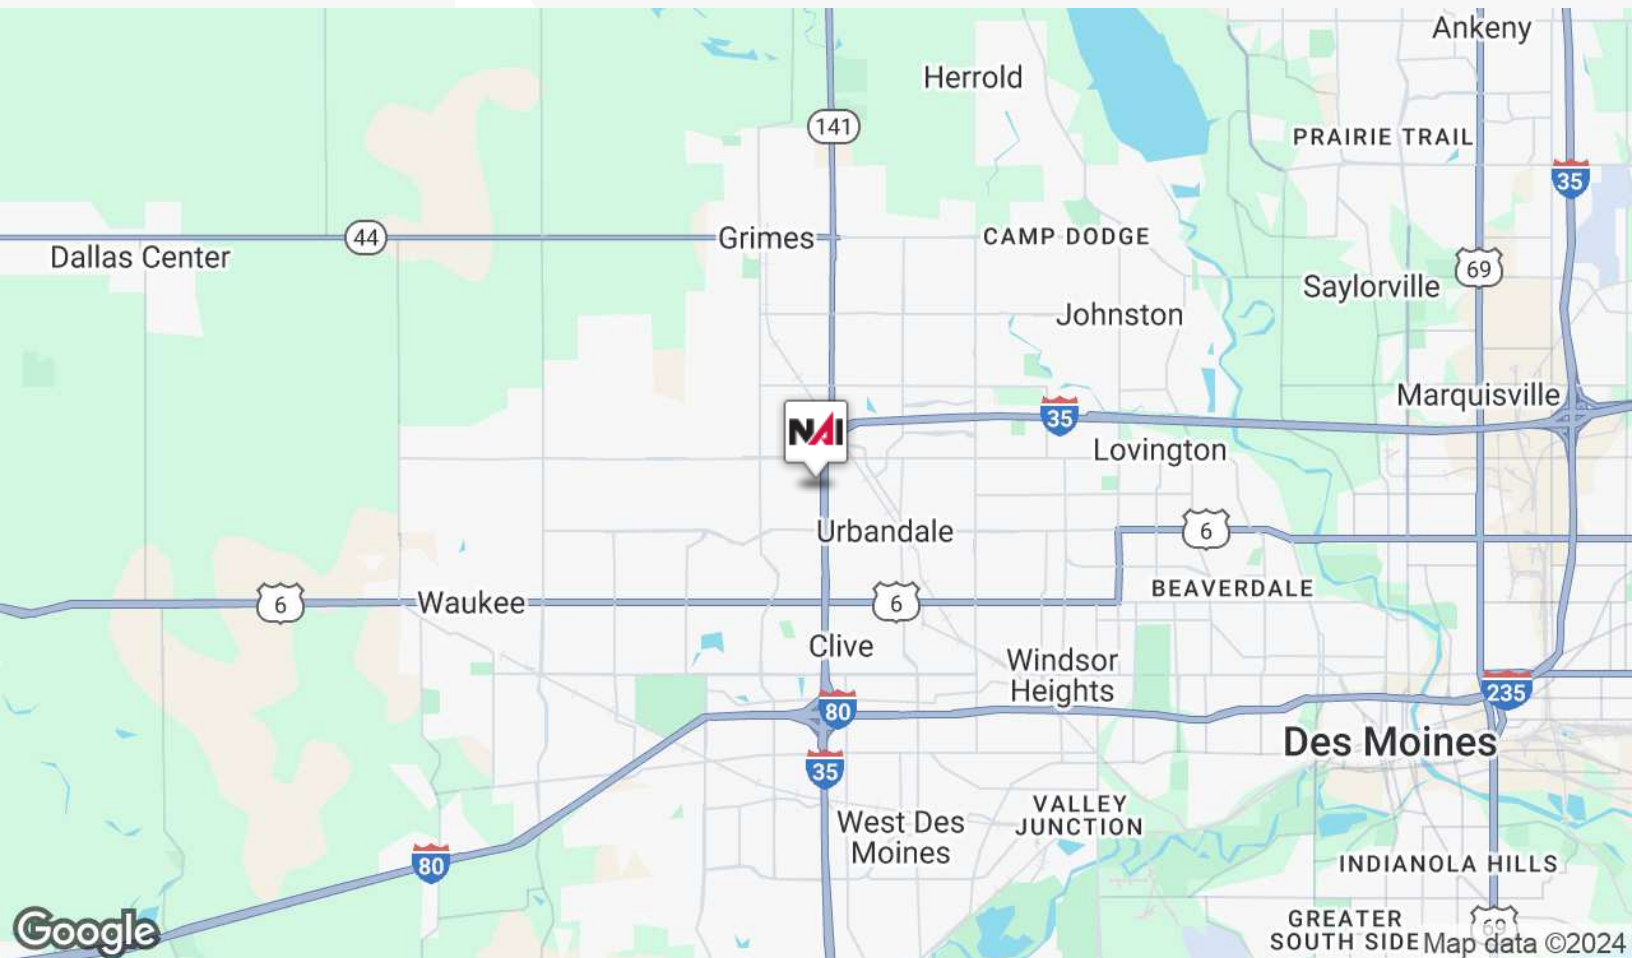 Ankeny
Herrold
141
PRAIRIE TRAIL
35
44
Grimes
CAMP DODGE
Dallas Center
69
Saylorville
Johnston
Marquisville
35
NAI
Lovington
Urbandale
6
BEAVERDALE
6
Waukee
6
Clive
Windsor
Heights
80
235
Des Moines
35
West Des
Moines
VALLEY
JUNCTION
80
INDIANOLA HILLS
GREATER
SOUTH SIDE
69
Google
Map data ©2024